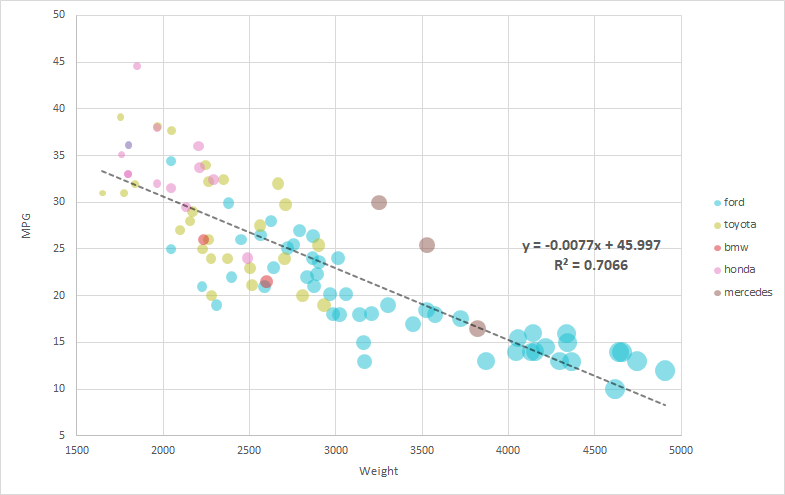 50
45
40
35
30
25
20
15
10
5
MPG
y = -0.0077x + 45.997
R² = 0.7066
ford
toyota
bmw
honda
mercedes
1500 2000 2500 3000 3500 4000 4500 5000
Weight